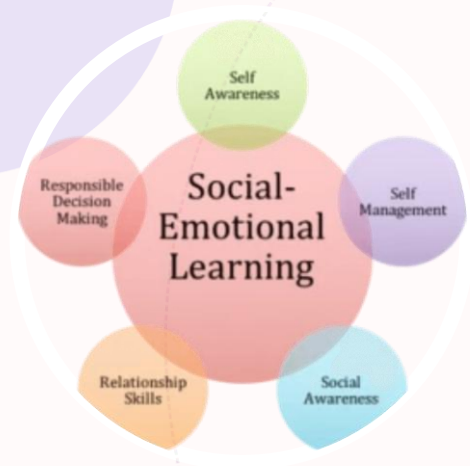 Self
Awareness
Responsible
Decision
Making
Social-
Emotional
Learning
Self
Management
Relationship
Skills
Social
Awareness